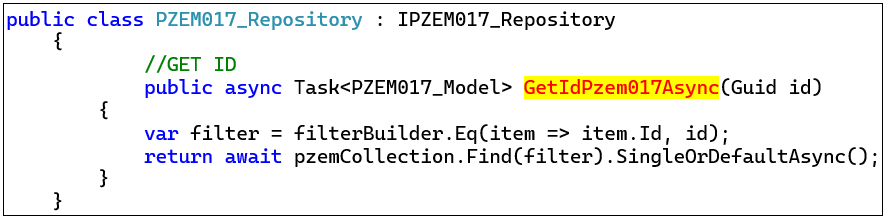 public class PZEM017_Repository : IPZEM017_Repository
{
//GET ID
public async Task<PZEM017_Model> GetIdPzem017Async(Guid id)
{
var filter = filterBuilder.Eq(item => item.Id, id);
return await pzemCollection.Find(filter).SingleOrDefaultAsync();
}
}